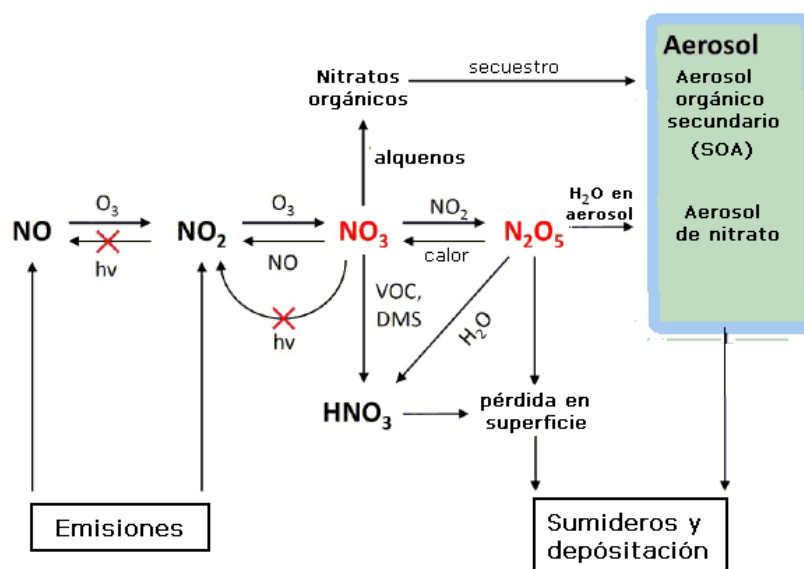 Aerosol
Nitratos
orgánicos
secuestro
Aerosol
orgánico
secundario
(SOA)
alquenos
H₂O en
aerosol
Aerosol
de nitrato
NO
O₃
hv
NO₂
O₃
NO
hv
NO₃
NO₂
calor
N₂O₅
VOC,
DMS
H₂O
HNO₃
pérdida en
superficie
Emisiones
Sumideros y
depósitación